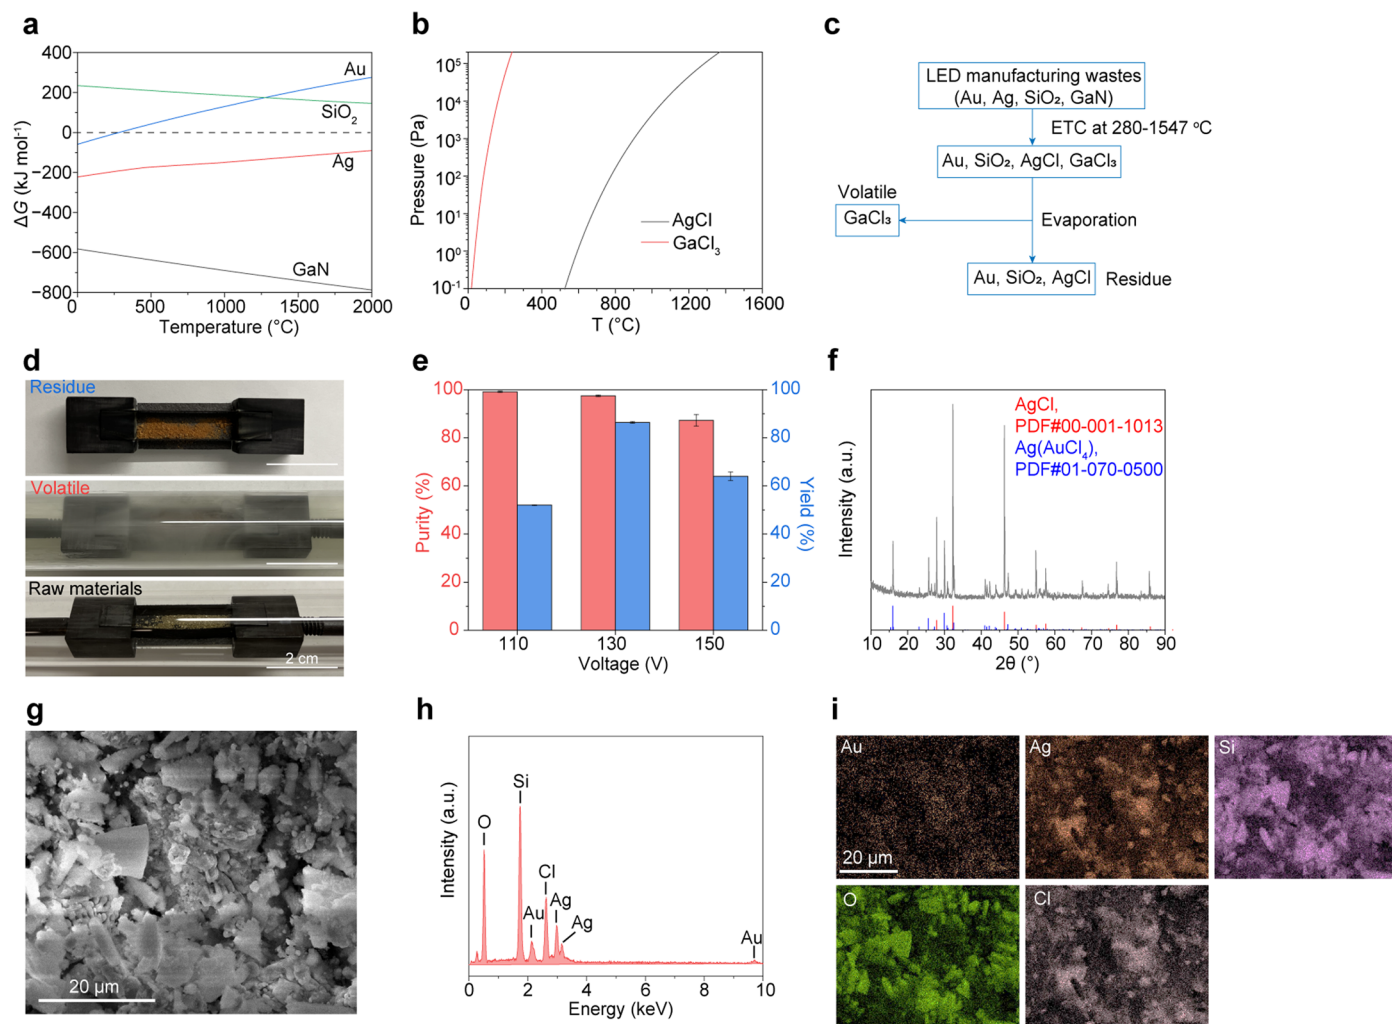 a
400
200
0
−200
−400
−600
−800
ΔG (kJ mol⁻¹)
Au
SiO₂
Ag
GaN
0 500 1000 1500 2000
Temperature (°C)
b
10⁵
10⁴
10³
10²
10¹
10⁰
10⁻¹
Pressure (Pa)
AgCl
GaCl₃
0 400 800 1200 1600
T (°C)
c
LED manufacturing wastes
(Au, Ag, SiO₂, GaN)
ETC at 280-1547 °C
Au, SiO₂, AgCl, GaCl₃
Volatile
GaCl₃
Evaporation
Au, SiO₂, AgCl
Residue
d
Residue
Volatile
Raw materials
2 cm
e
100
80
60
40
20
0
Purity (%)
100
80
60
40
20
0
Yield (%)
110 130 150
Voltage (V)
f
Intensity (a.u.)
AgCl,
PDF#00-001-1013
Ag(AuCl₄),
PDF#01-070-0500
10 20 30 40 50 60 70 80 90
2θ (°)
g
20 µm
h
Intensity (a.u.)
O
Si
Au
Cl
Ag
Ag
Au
0 2 4 6 8 10
Energy (keV)
i
Au
20 µm
Ag
Si
O
Cl